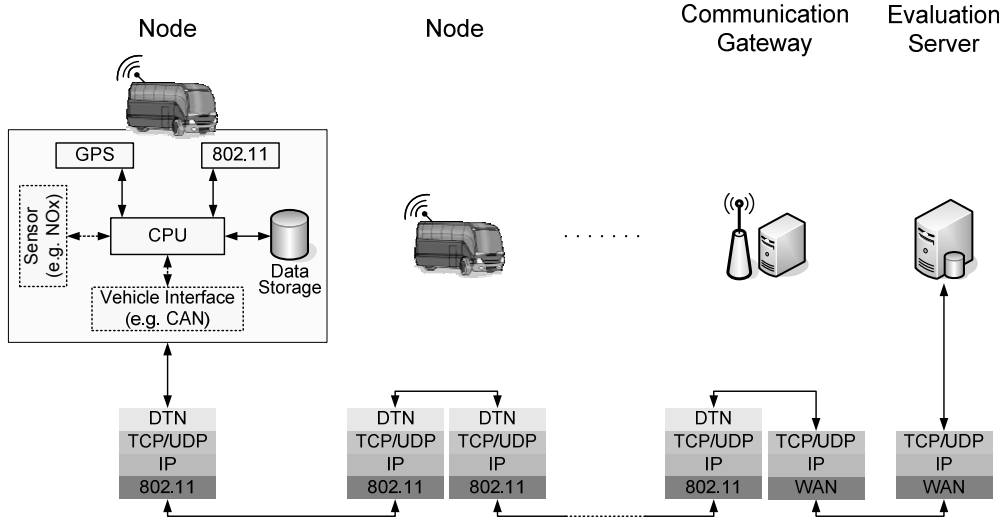 Node
Node
Communication
Gateway
Evaluation
Server
GPS
802.11
Sensor
(e.g. NOx)
CPU
Data
Storage
Vehicle Interface
(e.g. CAN)
DTN
TCP/UDP
IP
802.11
DTN
TCP/UDP
IP
802.11
DTN
TCP/UDP
IP
802.11
DTN
TCP/UDP
IP
802.11
TCP/UDP
IP
WAN
TCP/UDP
IP
WAN